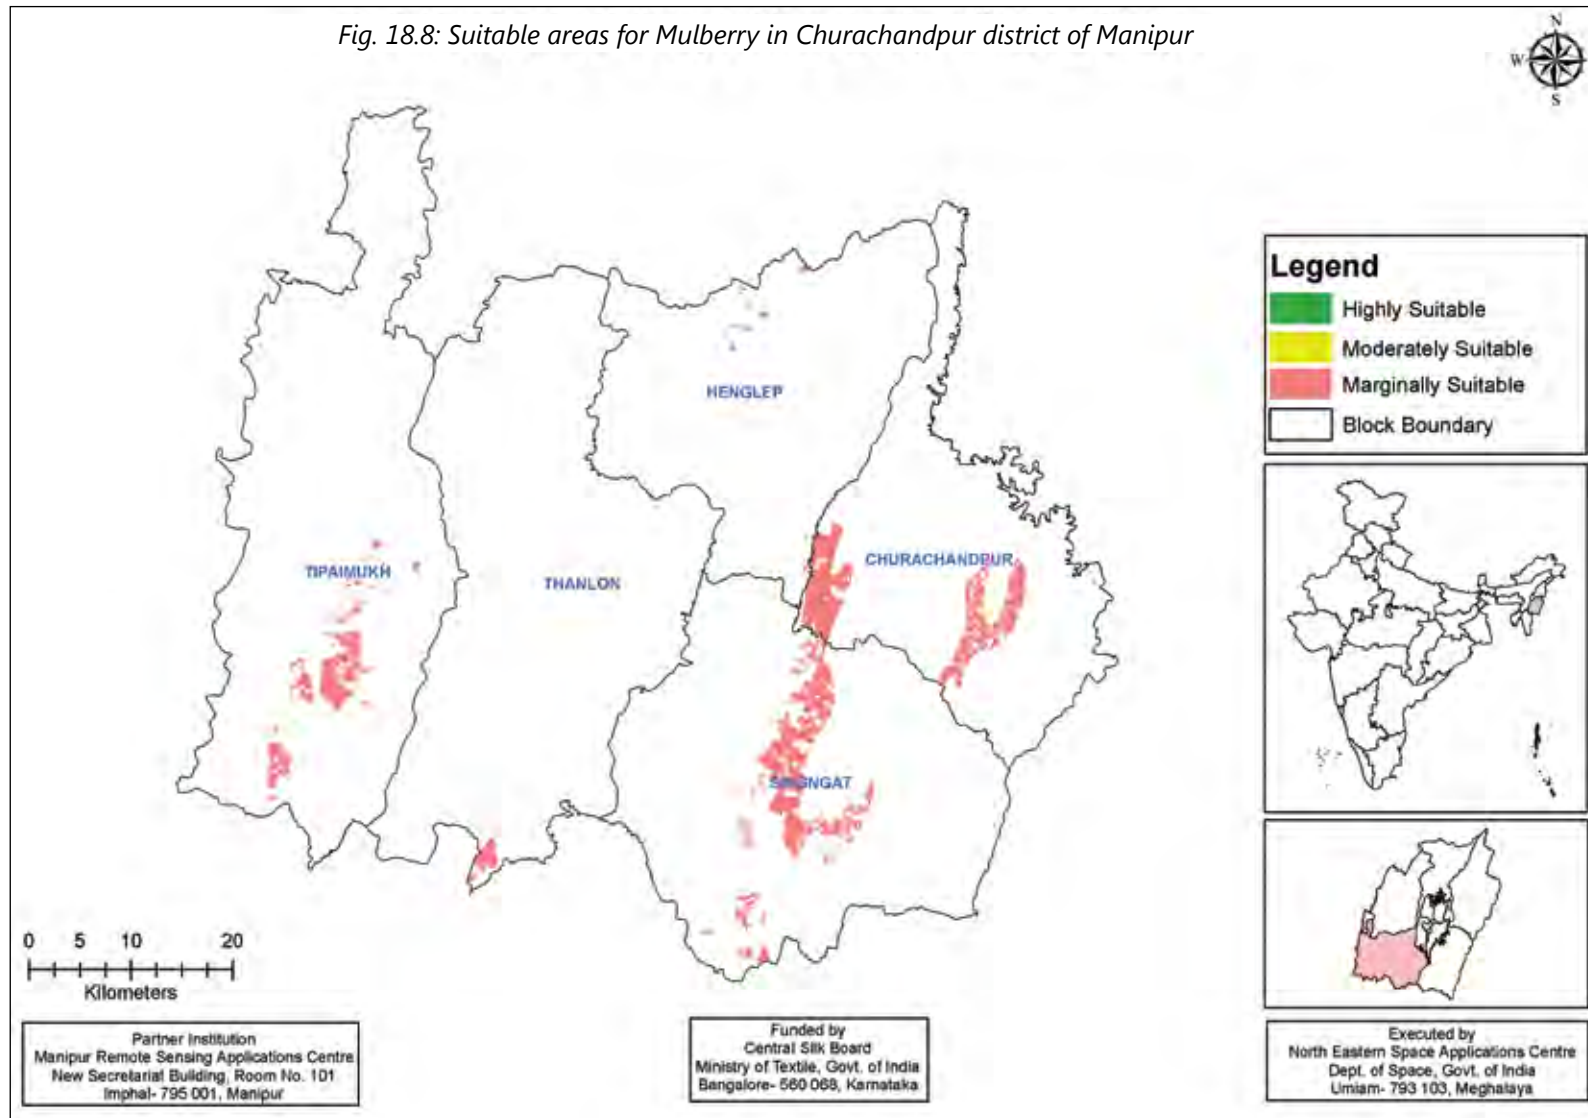 Fig. 18.8: Suitable areas for Mulberry in Churachandpur district of Manipur
N
W
S
Legend
Highly Suitable
Moderately Suitable
Marginally Suitable
Block Boundary
HENGLEP
CHURACHANDPUR
TIPAIMUKH
THANLON
SINGNGAT
0 5 10 20
Kilometers
Partner Institution
Manipur Remote Sensing Applications Centre
New Secretariat Building, Room No. 101
Imphal- 795 001, Manipur
Funded by
Central Silk Board
Ministry of Textile, Govt. of India
Bangalore- 560 068, Karnataka
Executed by
North Eastern Space Applications Centre
Dept. of Space, Govt. of India
Umiam- 793 103, Meghalaya